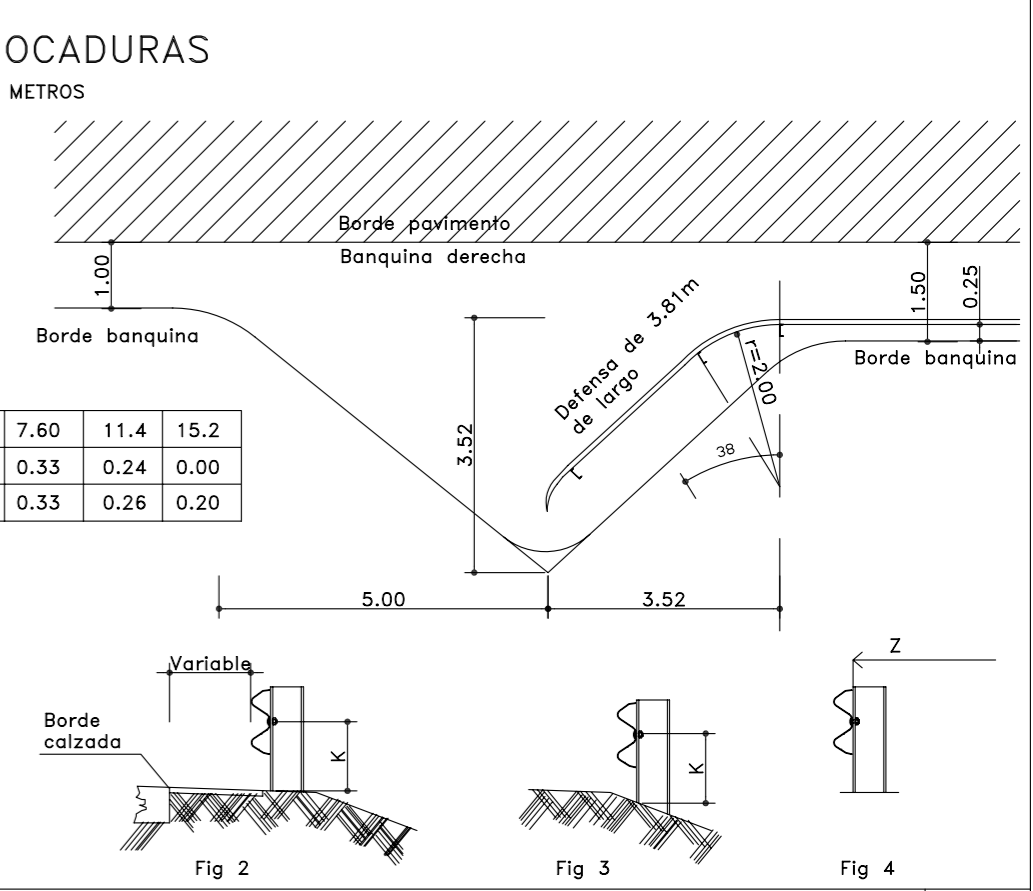 OCADURAS
METROS
Borde pavimento
Banquina derecha
1.00
1.50
0.25
Borde banquina
Defensa de 3.81m
de largo
r=2.00
Borde banquina
3.52
38
7.60 11.4 15.2
0.33 0.24 0.00
0.33 0.26 0.20
5.00
3.52
Variable
Z
Borde
calzada
K
K
Fig 2
Fig 3
Fig 4